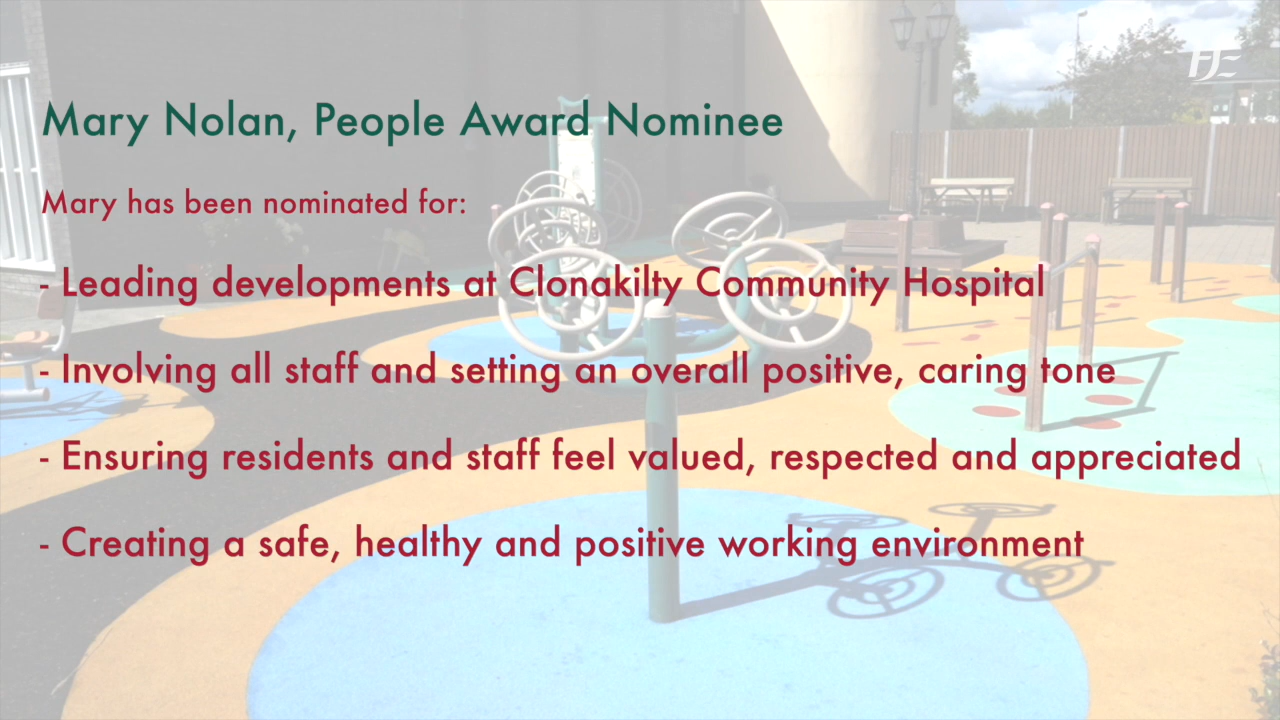 HSE
Mary Nolan, People Award Nominee
Mary has been nominated for:
- Leading developments at Clonakilty Community Hospital
- Involving all staff and setting an overall positive, caring tone
- Ensuring residents and staff feel valued, respected and appreciated
- Creating a safe, healthy and positive working environment